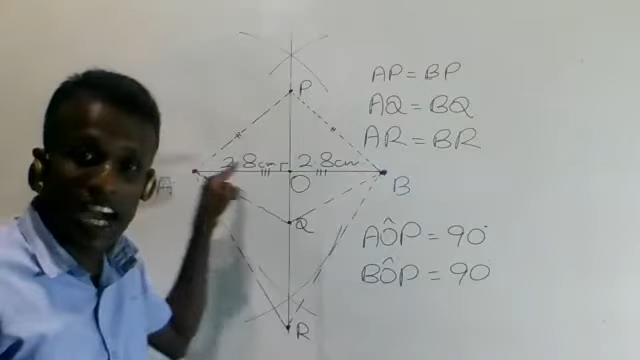 P
AP = BP
AQ = BQ
AR = BR
2.8cm 2.8cm
A
O
B
Q
AÔP = 90°
BÔP = 90°
R